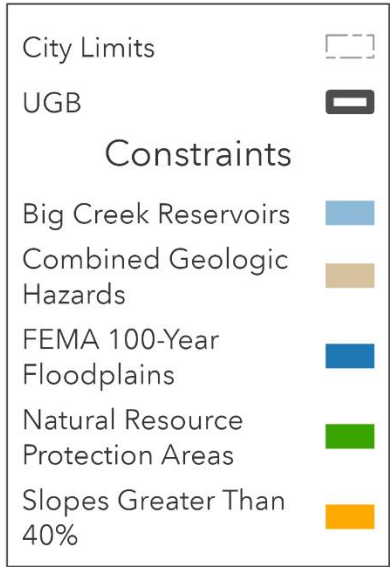 City Limits
UGB
Constraints
Big Creek Reservoirs
Combined Geologic
Hazards
FEMA 100-Year
Floodplains
Natural Resource
Protection Areas
Slopes Greater Than
40%